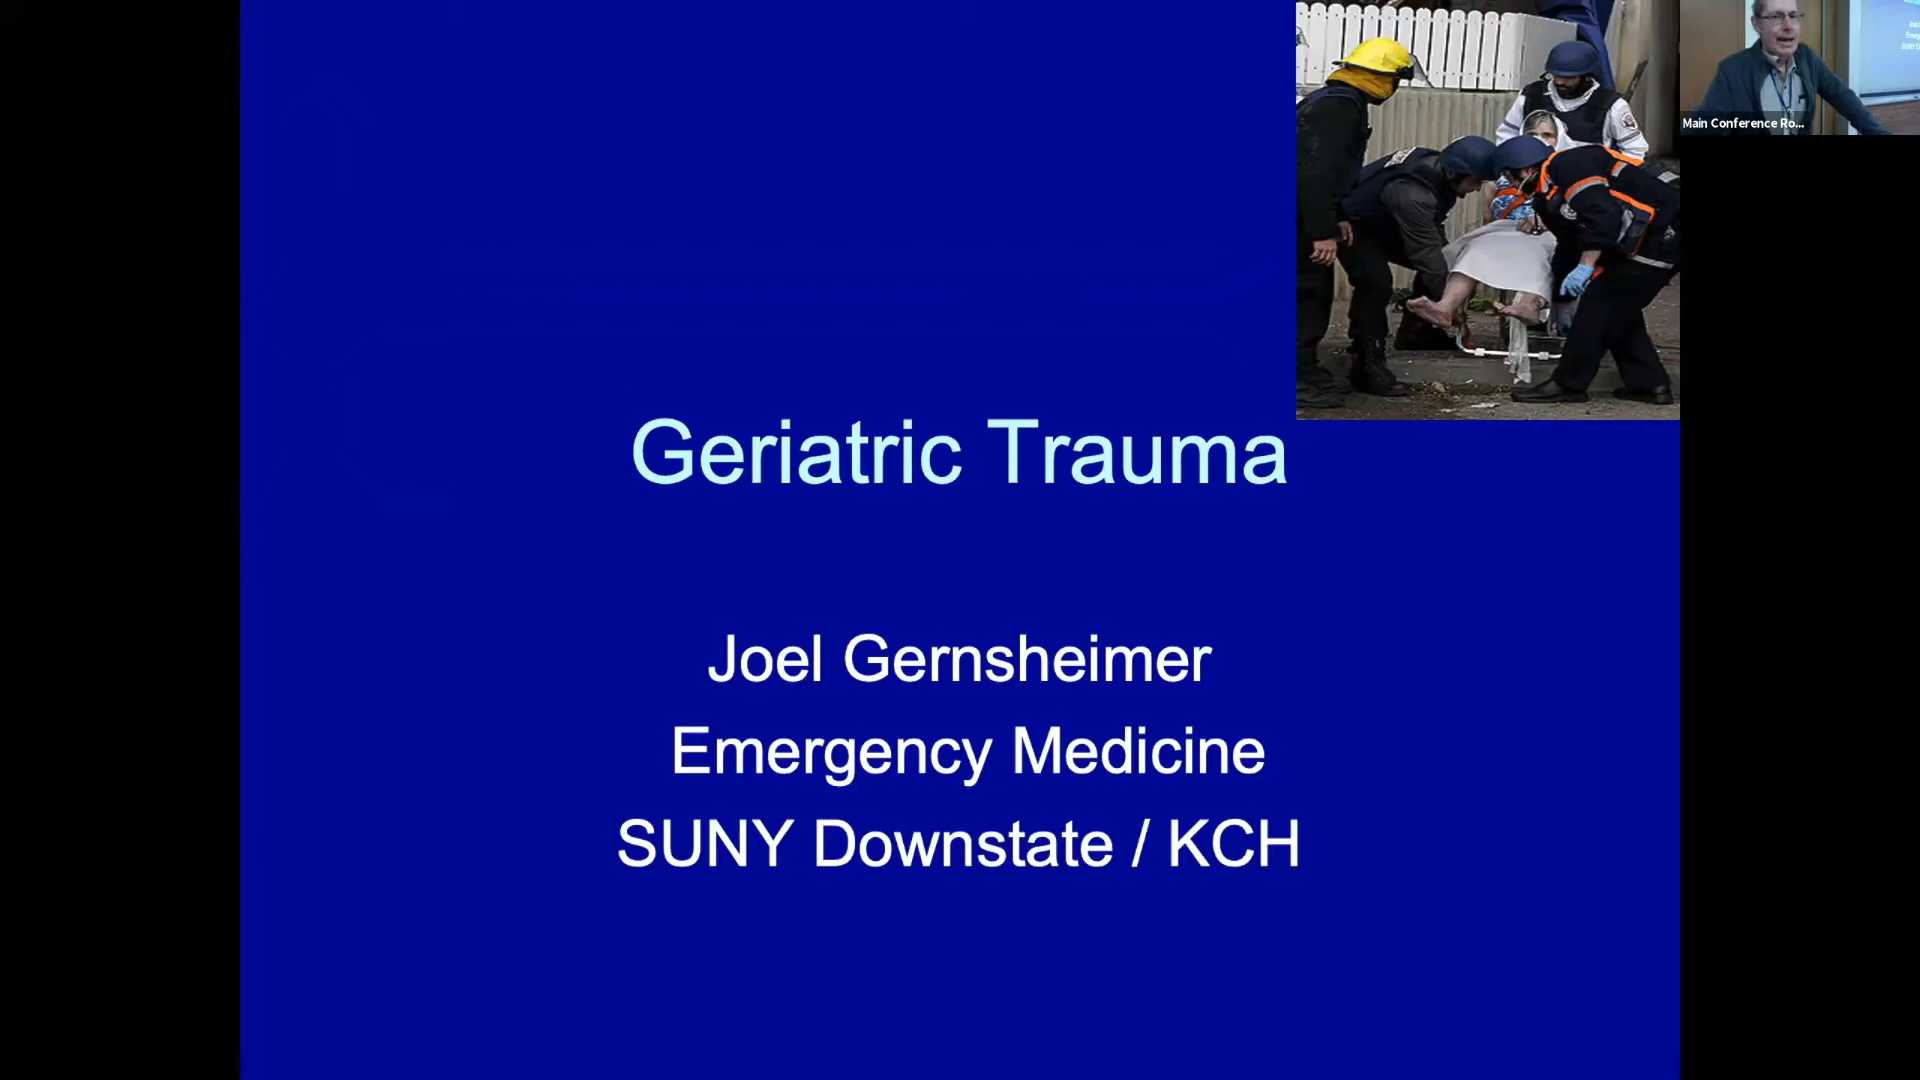 Geriatric Trauma
Joel Gernsheimer
Emergency Medicine
SUNY Downstate / KCH
Main Conference Ro...